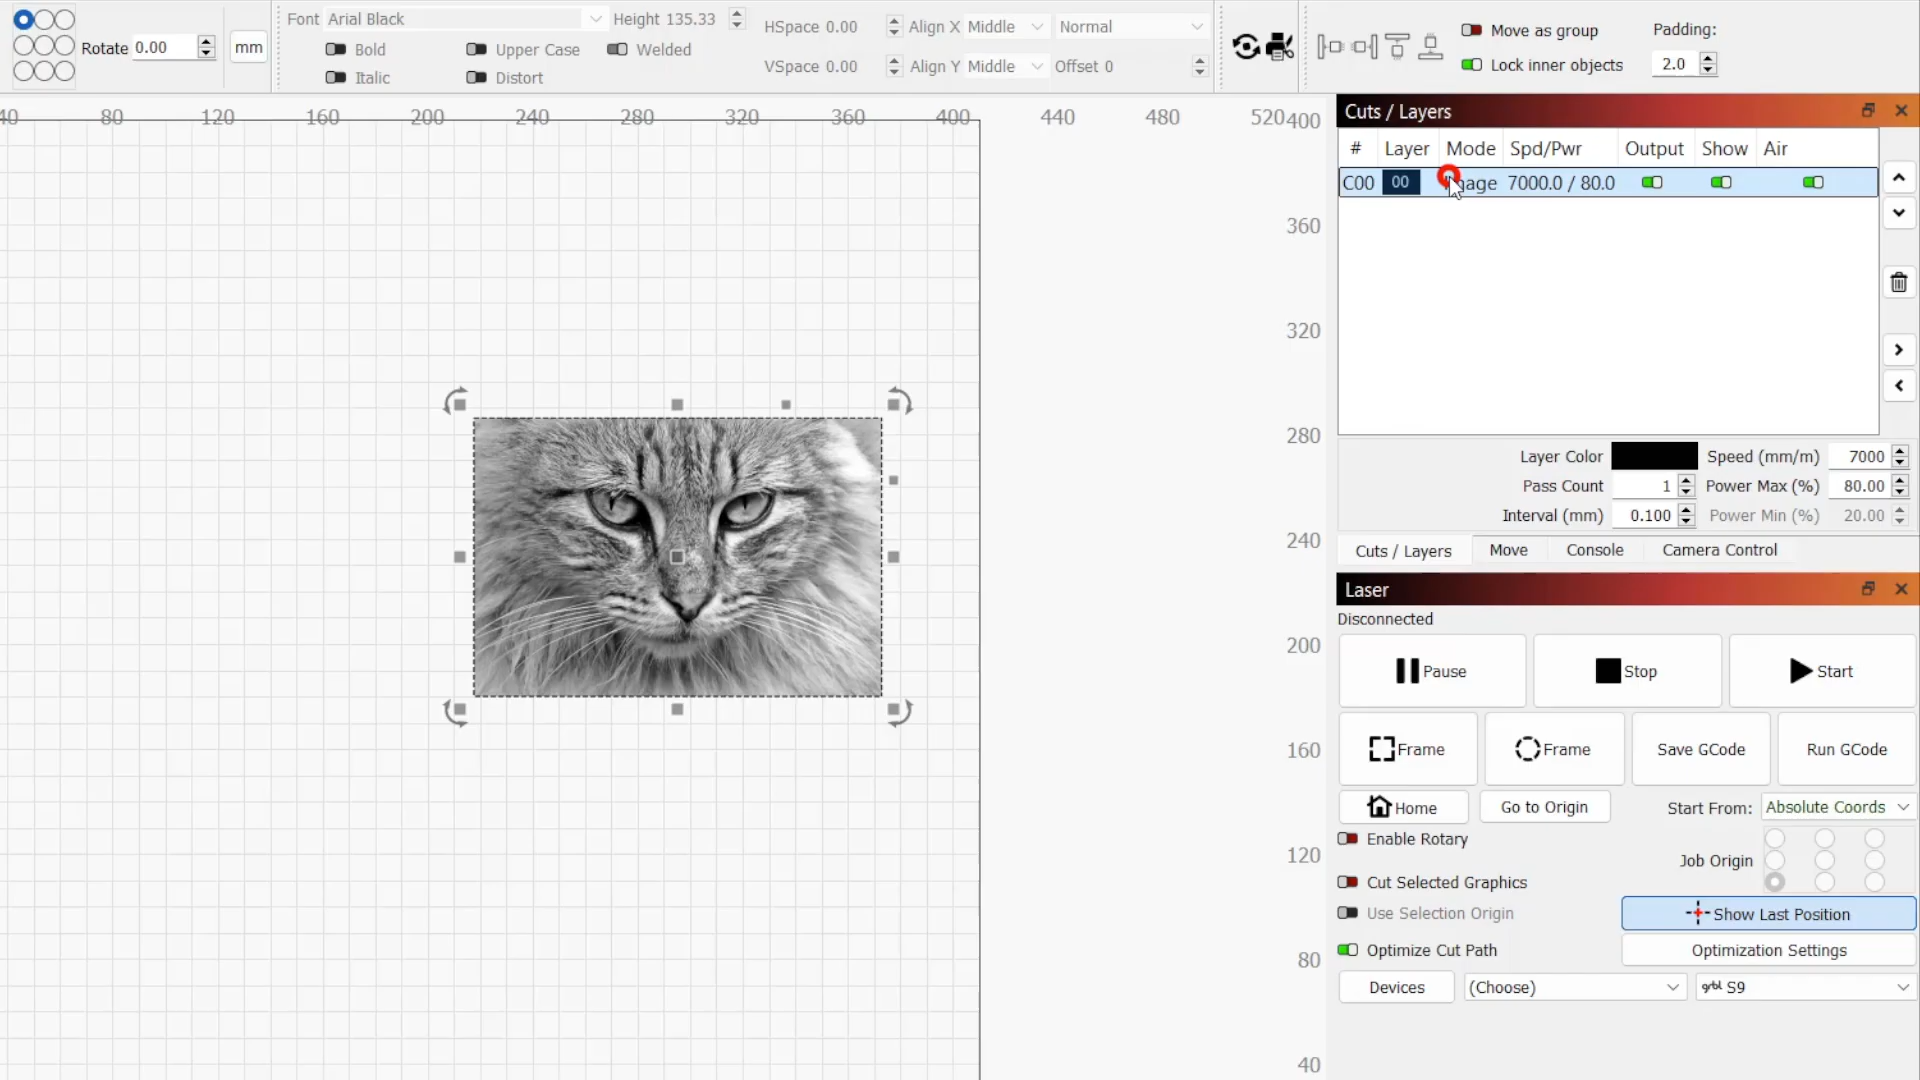 Font Arial Black Height 135.33
HSpace 0.00 Align X Middle Normal
Rotate 0.00 mm
Bold Upper Case Welded
Italic Distort
VSpace 0.00 Align Y Middle Offset 0
Move as group
Lock inner objects
Padding:
2.0
40 80 120 160 200 240 280 320 360 400 440 480 520
400
360
320
280
240
200
160
120
80
40
Cuts / Layers
# Layer Mode Spd/Pwr Output Show Air
C00 00 Image 7000.0 / 80.0
Layer Color Speed (mm/m) 7000
Pass Count 1 Power Max (%) 80.00
Interval (mm) 0.100 Power Min (%) 20.00
Cuts / Layers Move Console Camera Control
Laser
Disconnected
Pause Stop Start
Frame Frame Save GCode Run GCode
Home Go to Origin Start From: Absolute Coords
Enable Rotary
Job Origin
Cut Selected Graphics
Use Selection Origin Show Last Position
Optimize Cut Path Optimization Settings
Devices (Choose) grbl S9